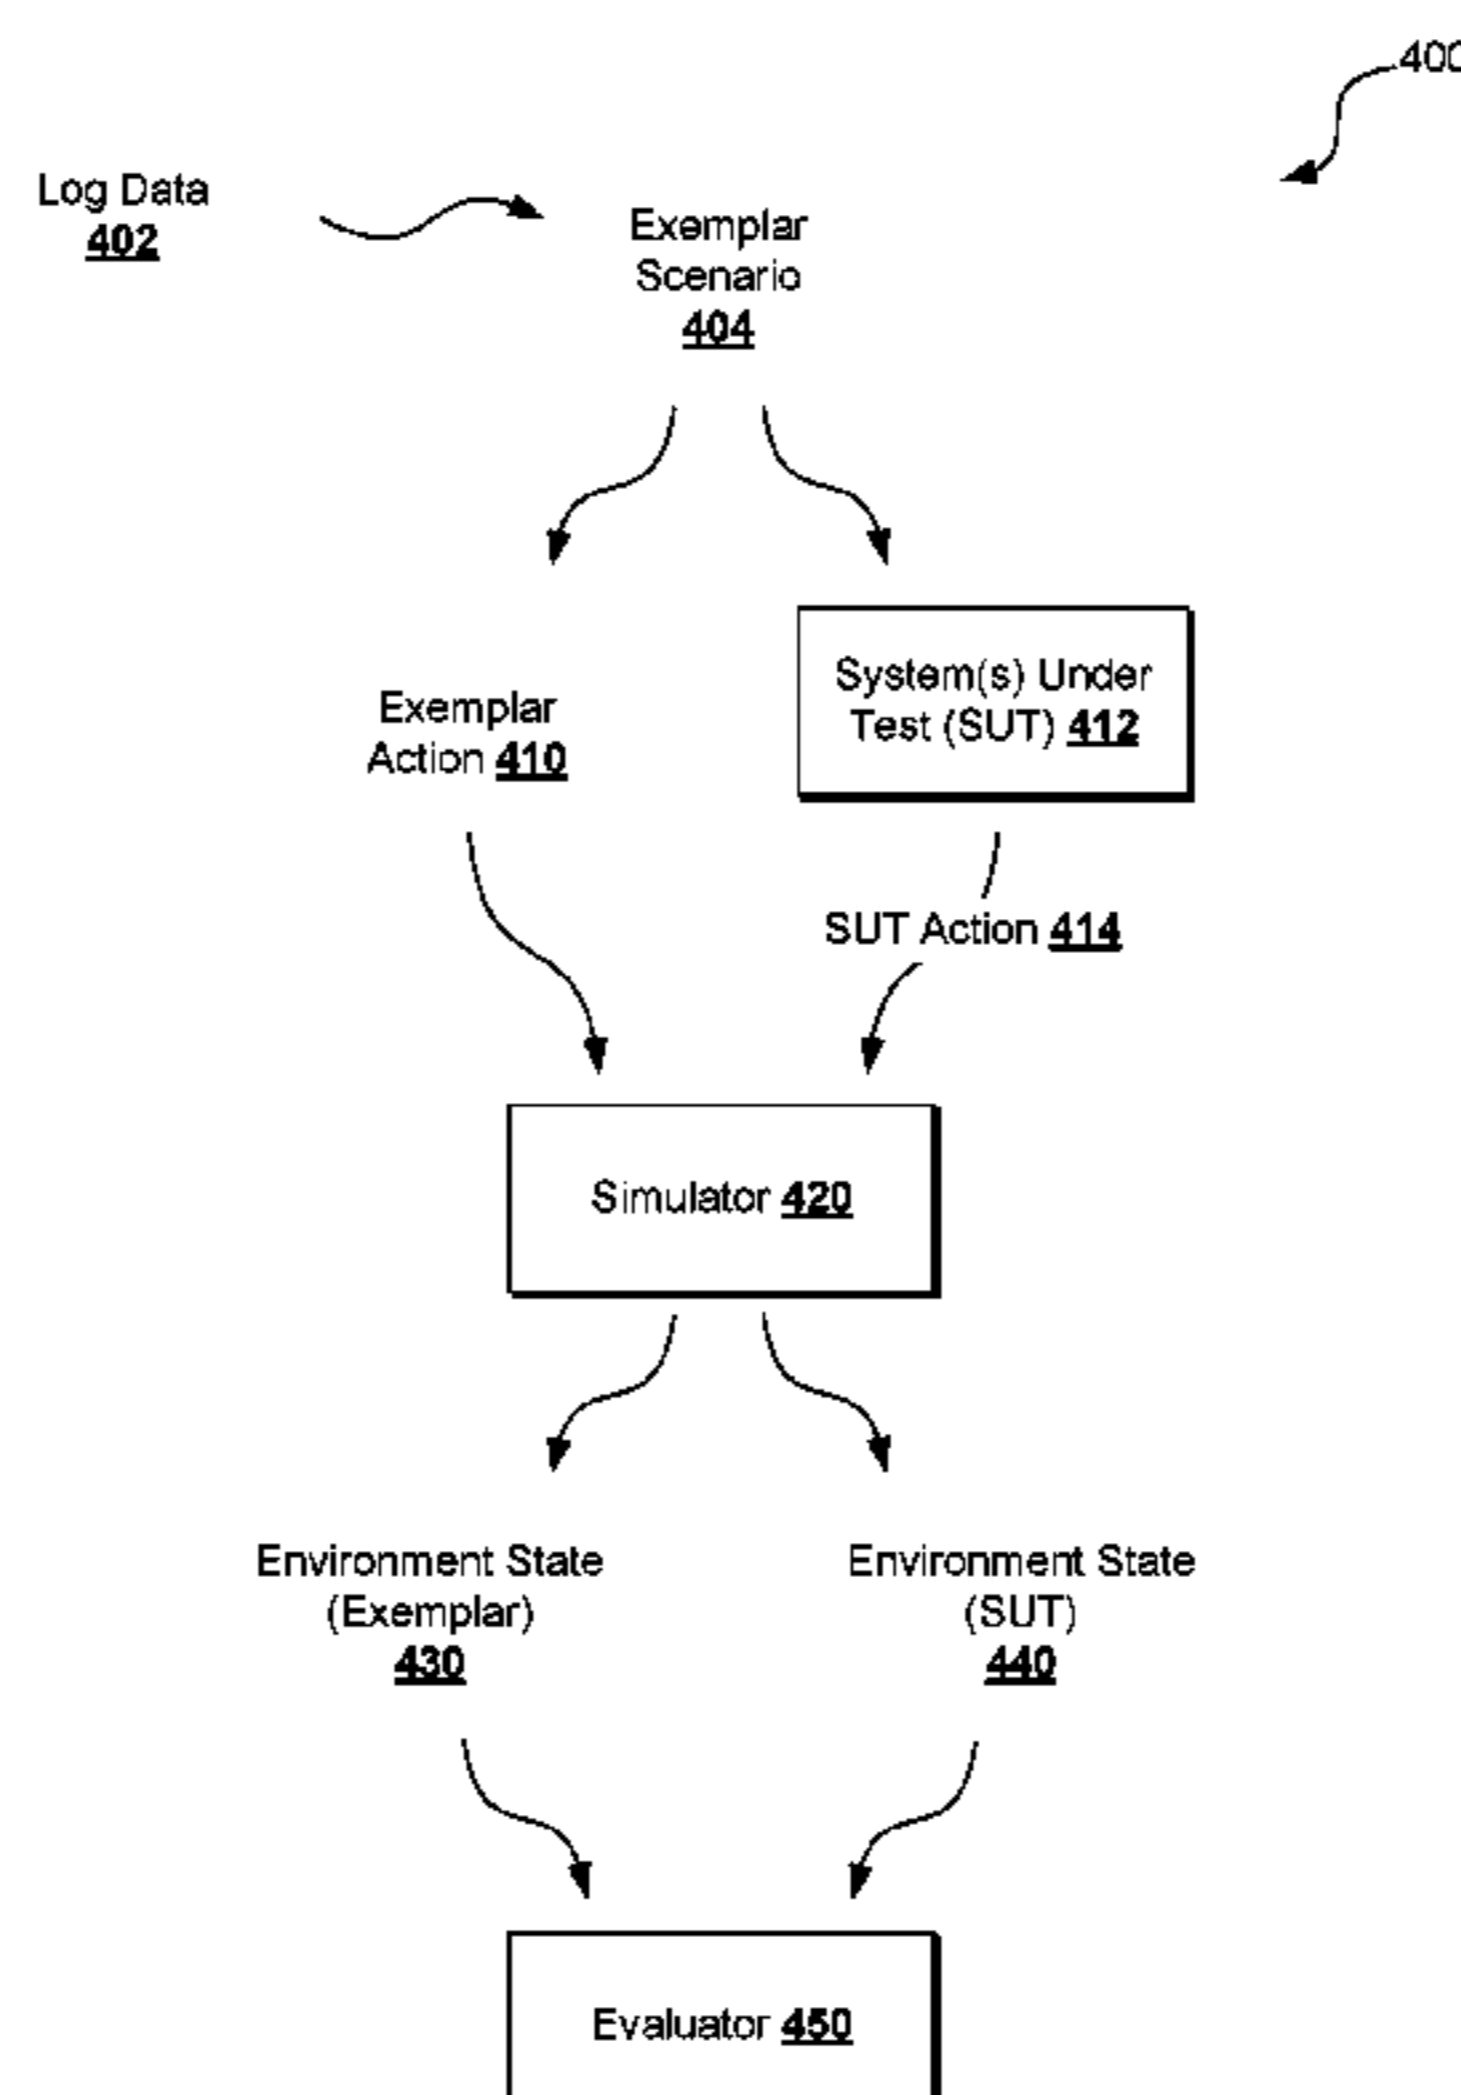 400
Log Data
402
Exemplar
Scenario
404
Exemplar
Action 410
System(s) Under
Test (SUT) 412
SUT Action 414
Simulator 420
Environment State
(Exemplar)
430
Environment State
(SUT)
440
Evaluator 450